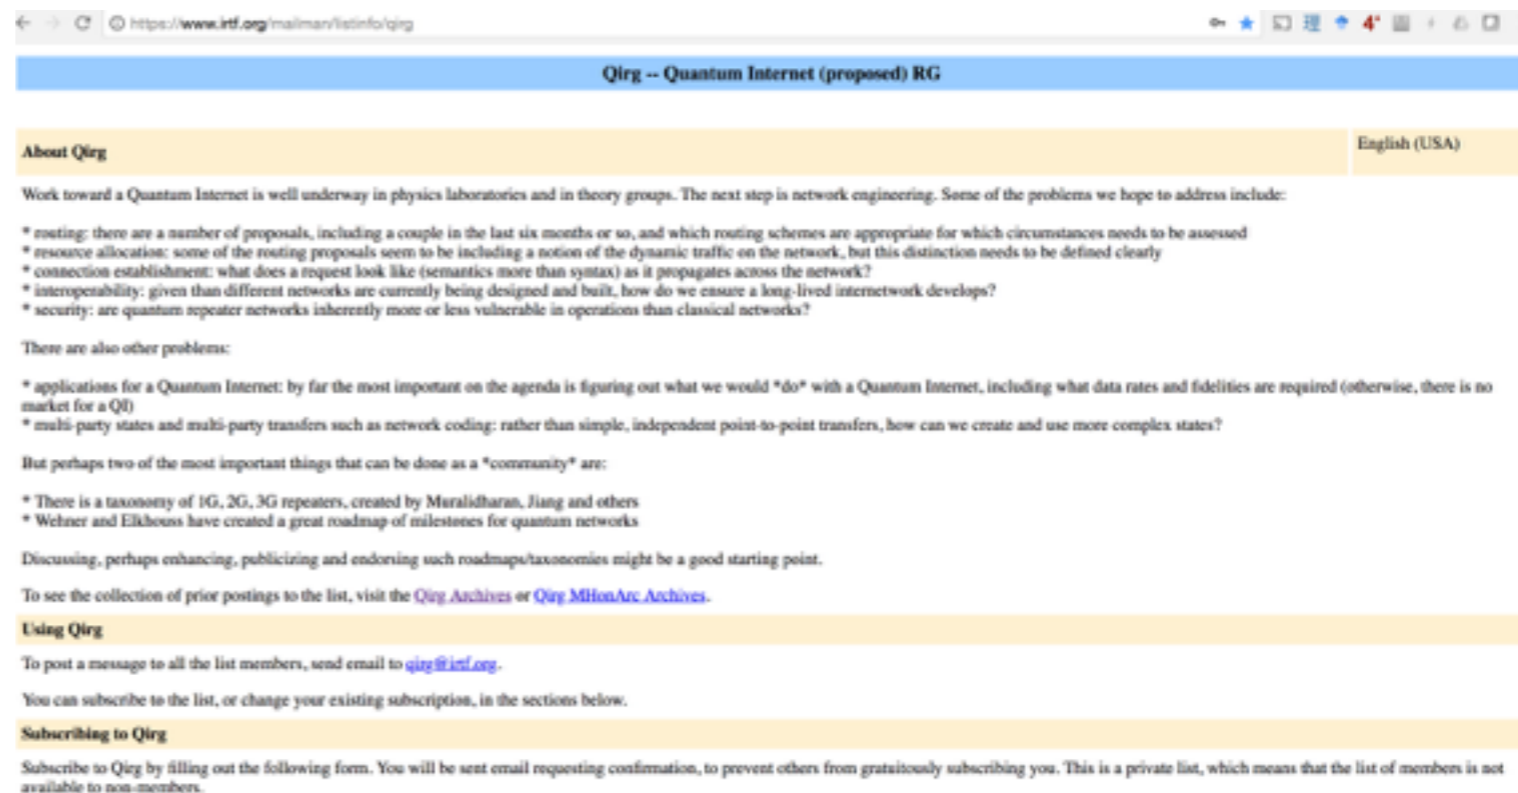 https://www.irtf.org/mailman/listinfo/qirg
理
4
Qirg -- Quantum Internet (proposed) RG
About Qirg
English (USA)
Work toward a Quantum Internet is well underway in physics laboratories and in theory groups. The next step is network engineering. Some of the problems we hope to address include:
* routing: there are a number of proposals, including a couple in the last six months or so, and which routing schemes are appropriate for which circumstances needs to be assessed
* resource allocation: some of the routing proposals seem to be including a notion of the dynamic traffic on the network, but this distinction needs to be defined clearly
* connection establishment: what does a request look like (semantics more than syntax) as it propagates across the network?
* interoperability: given than different networks are currently being designed and built, how do we ensure a long-lived internetwork develops?
* security: are quantum repeater networks inherently more or less vulnerable in operations than classical networks?
There are also other problems:
* applications for a Quantum Internet: by far the most important on the agenda is figuring out what we would *do* with a Quantum Internet, including what data rates and fidelities are required (otherwise, there is no
market for a QI)
* multi-party states and multi-party transfers such as network coding: rather than simple, independent point-to-point transfers, how can we create and use more complex states?
But perhaps two of the most important things that can be done as a *community* are:
* There is a taxonomy of 1G, 2G, 3G repeaters, created by Muralidharan, Jiang and others
* Wehner and Elkhouss have created a great roadmap of milestones for quantum networks
Discussing, perhaps enhancing, publicizing and endorsing such roadmaps/taxonomies might be a good starting point.
To see the collection of prior postings to the list, visit the Qirg Archives or Qirg MHonArc Archives.
Using Qirg
To post a message to all the list members, send email to qirg@irtf.org.
You can subscribe to the list, or change your existing subscription, in the sections below.
Subscribing to Qirg
Subscribe to Qirg by filling out the following form. You will be sent email requesting confirmation, to prevent others from gratuitously subscribing you. This is a private list, which means that the list of members is not
available to non-members.